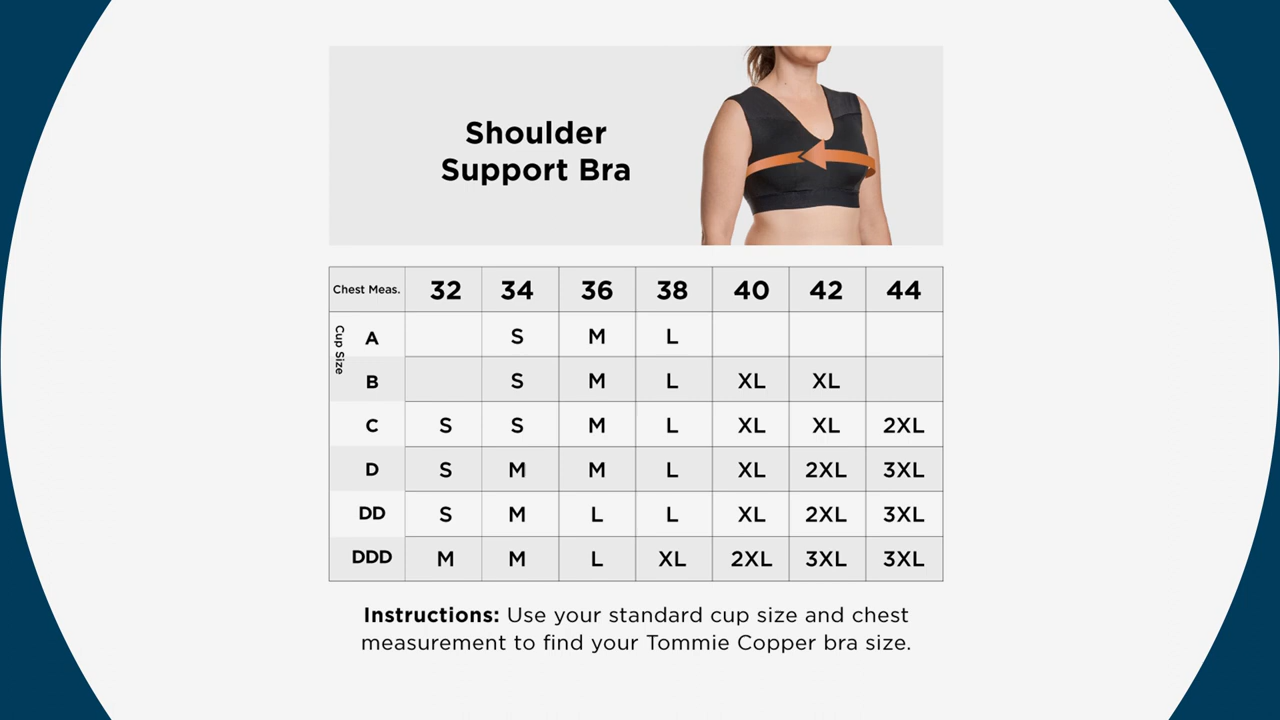 Shoulder
Support Bra
Chest Meas. 32 34 36 38 40 42 44
Cup Size
A S M L
B S M L XL XL
C S S M L XL XL 2XL
D S M M L XL 2XL 3XL
DD S M L L XL 2XL 3XL
DDD M M L XL 2XL 3XL 3XL
Instructions: Use your standard cup size and chest
measurement to find your Tommie Copper bra size.